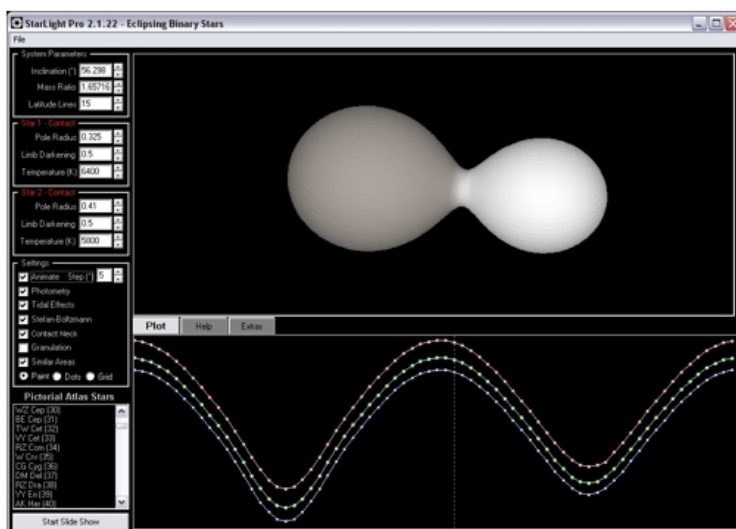 StarLight Pro 2.1.22 - Eclipsing Binary Stars
File
System Parameters
Inclination (°) 56.298
Mass Ratio 1.65716
Latitude Lines 15
Star 1 - Contact
Pole Radius 0.325
Limb Darkening 0.5
Temperature (K) 6400
Star 2 - Contact
Pole Radius 0.41
Limb Darkening 0.5
Temperature (K) 5800
Settings
Animate Step (°) 5
Photometry
Tidal Effects
Stefan-Boltzmann
Contact Neck
Granulation
Similar Areas
Paint Dots Grid
Pictorial Atlas Stars
WZ Cep (30)
BE Cep (31)
TW Cet (32)
VY Cet (33)
RZ Com (34)
W Crv (35)
CG Cyg (36)
DM Del (37)
RZ Dra (38)
YY Eri (39)
AK Her (40)
Start Slide Show
Plot Help Extras